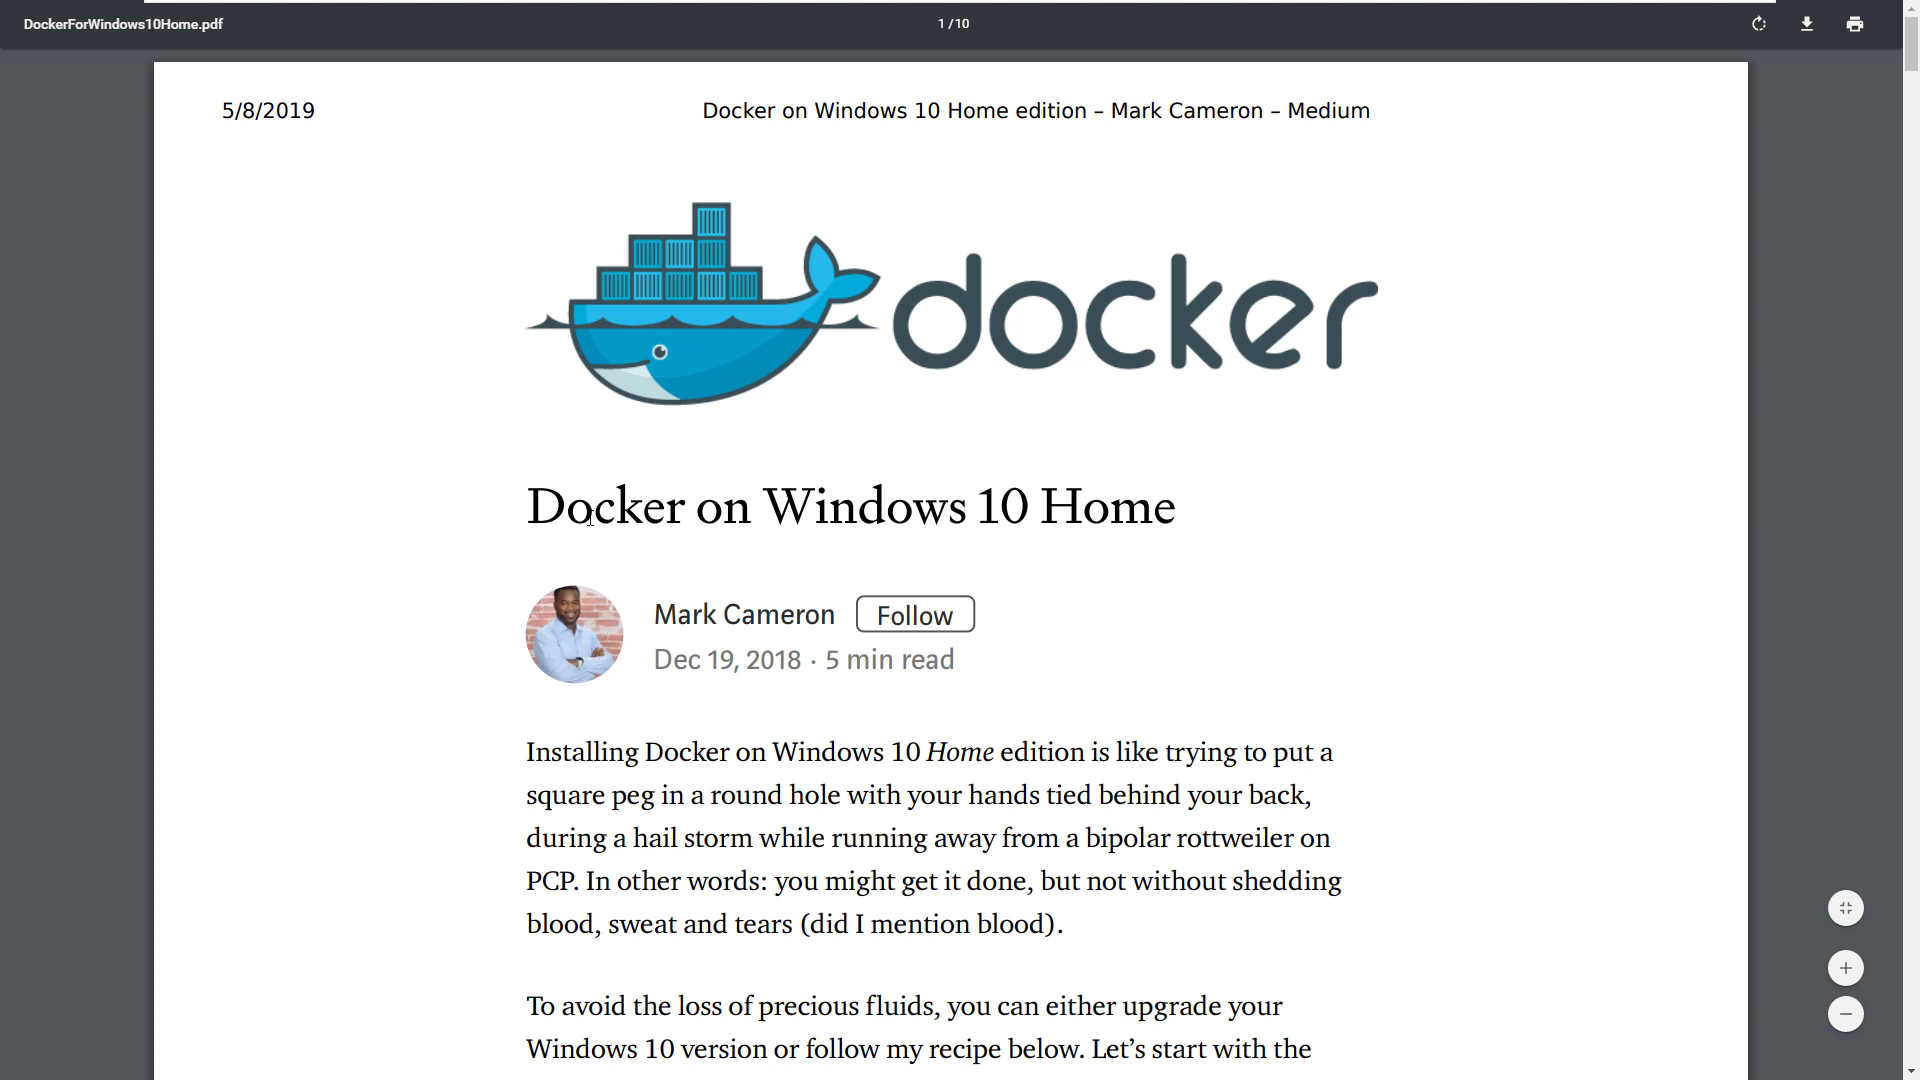 DockerForWindows10Home.pdf
1 / 10
5/8/2019
Docker on Windows 10 Home edition – Mark Cameron – Medium
docker
Docker on Windows 10 Home
Mark Cameron
Follow
Dec 19, 2018 · 5 min read
Installing Docker on Windows 10 Home edition is like trying to put a
square peg in a round hole with your hands tied behind your back,
during a hail storm while running away from a bipolar rottweiler on
PCP. In other words: you might get it done, but not without shedding
blood, sweat and tears (did I mention blood).
To avoid the loss of precious fluids, you can either upgrade your
Windows 10 version or follow my recipe below. Let’s start with the